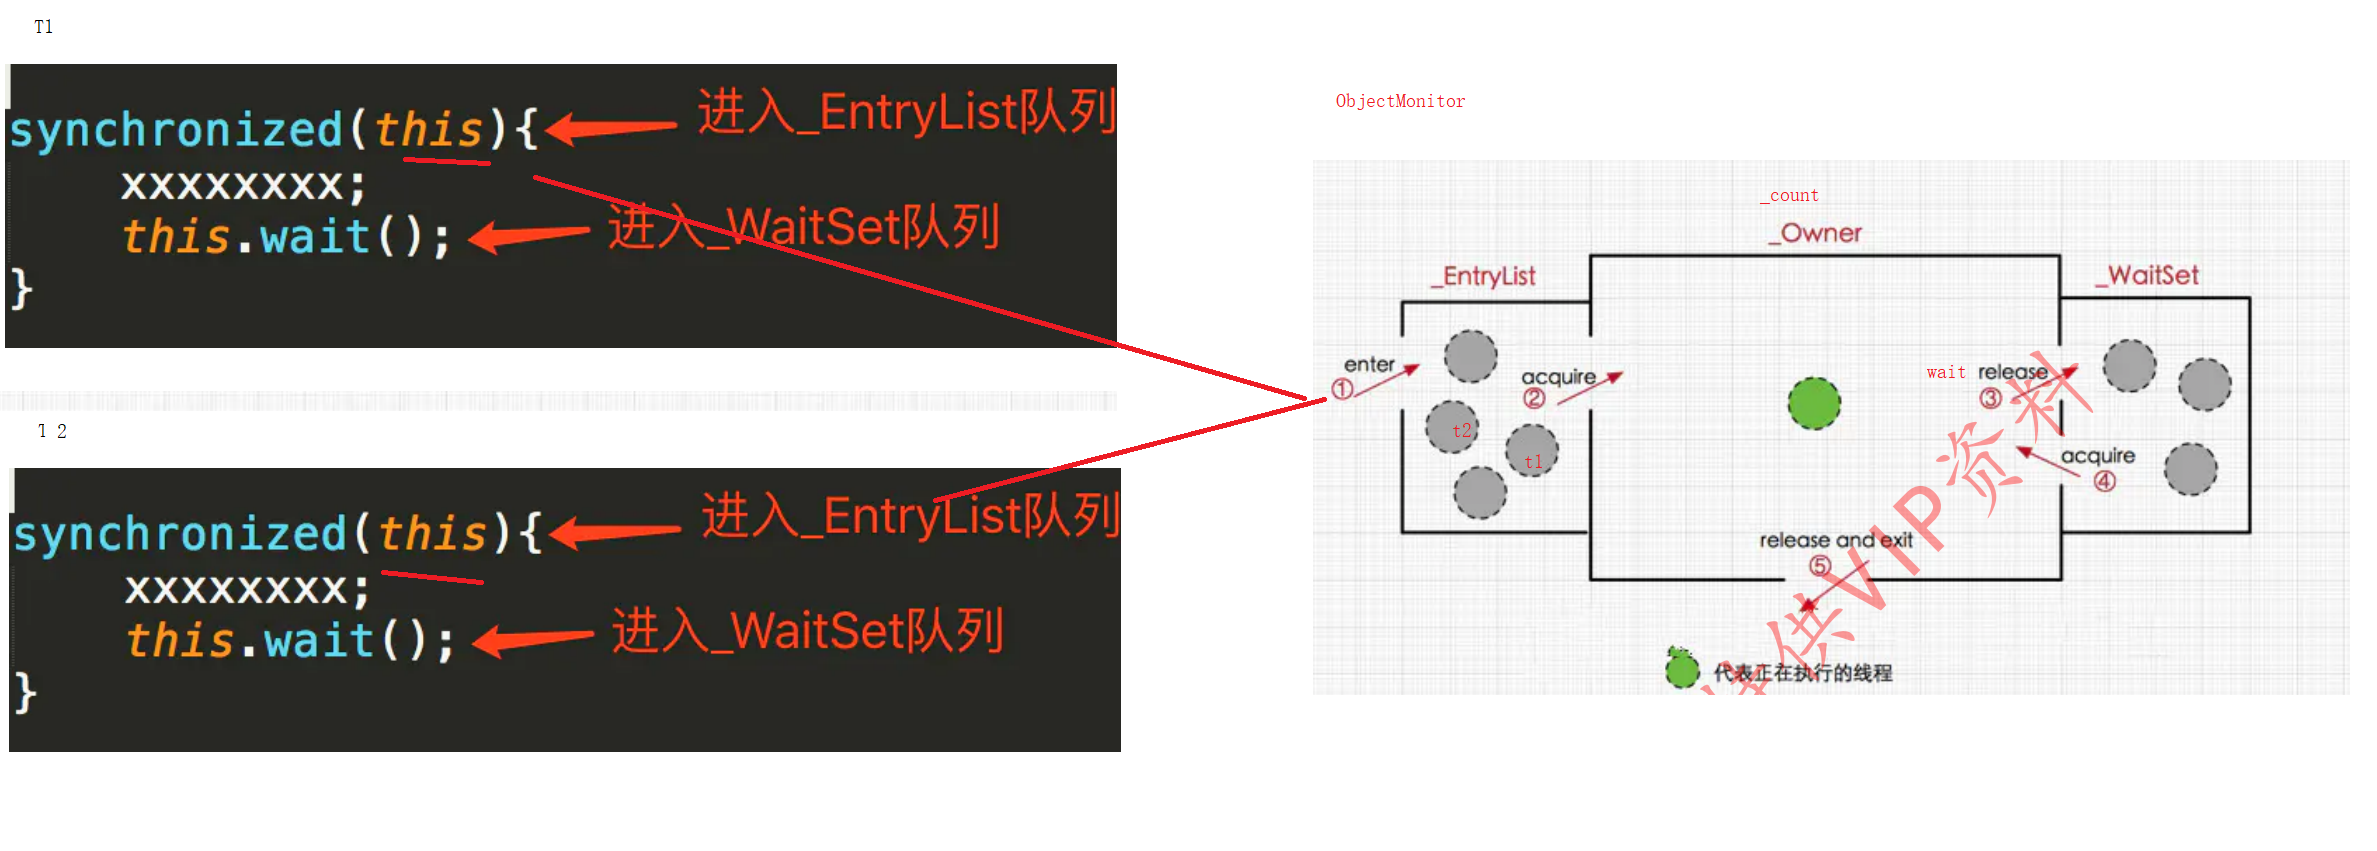 T1
synchronized(this){
进入_EntryList队列
xxxxxxxx;
this.wait();
进入_WaitSet队列
}
T 2
synchronized(this){
进入_EntryList队列
xxxxxxxx;
this.wait();
进入_WaitSet队列
}
ObjectMonitor
_count
_Owner
_EntryList
_WaitSet
enter
①
acquire
②
t2
t1
wait release
③
acquire
④
release and exit
⑤
代表正在执行的线程
供VIP资料